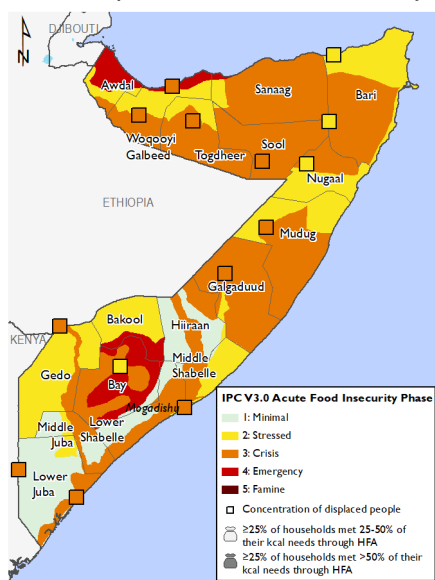 DJIBOUTI
N
Awdal
Sanaag
Bari
Woqooyi
Galbeed
Togdheer
Sool
Nugaal
ETHIOPIA
Mudug
Galgaduud
Bakool
Hiiraan
KENYA
Gedo
Bay
Middle
Shabelle
Mogadishu
Lower
Shabelle
Middle
Juba
Lower
Juba
IPC V3.0 Acute Food Insecurity Phase
1: Minimal
2: Stressed
3: Crisis
4: Emergency
5: Famine
Concentration of displaced people
≥25% of households met 25-50% of
their kcal needs through HFA
≥25% of households met >50% of their
kcal needs through HFA